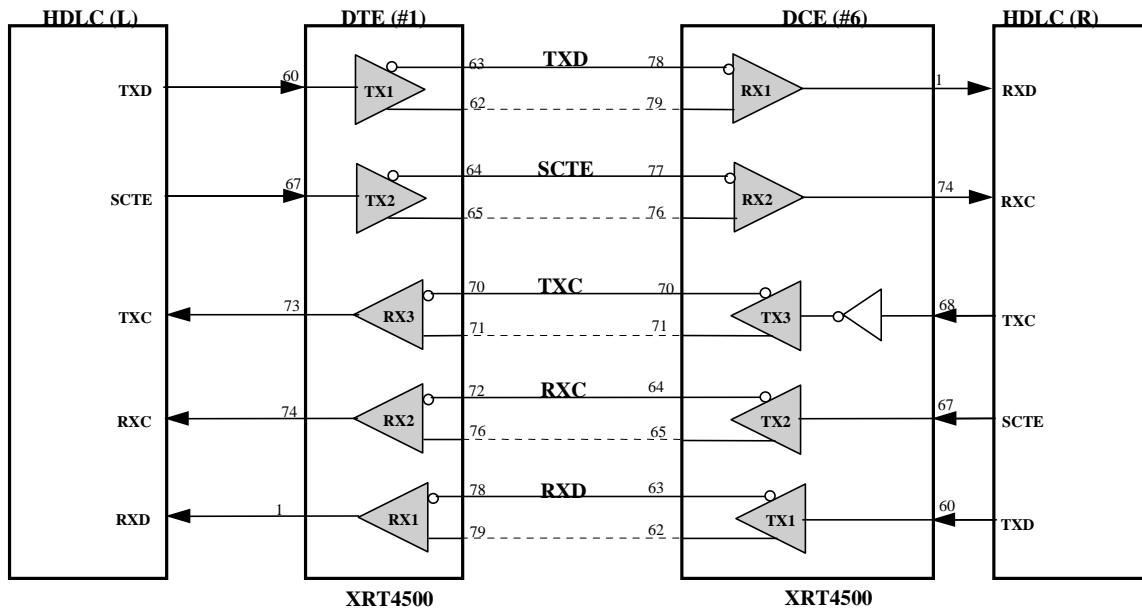 HDLC (L) DTE (#1) DCE (#6) HDLC (R)
60 63 TXD 78 1
TXD TX1 RX1 RXD
62 79
67 64 SCTE 77 74
SCTE TX2 RX2 RXC
65 76
73 70 TXC 70 68
TXC RX3 TX3 TXC
71 71
74 72 RXC 64 67
RXC RX2 TX2 SCTE
76 65
1 78 RXD 63 60
RXD RX1 TX1 TXD
79 62
XRT4500 XRT4500